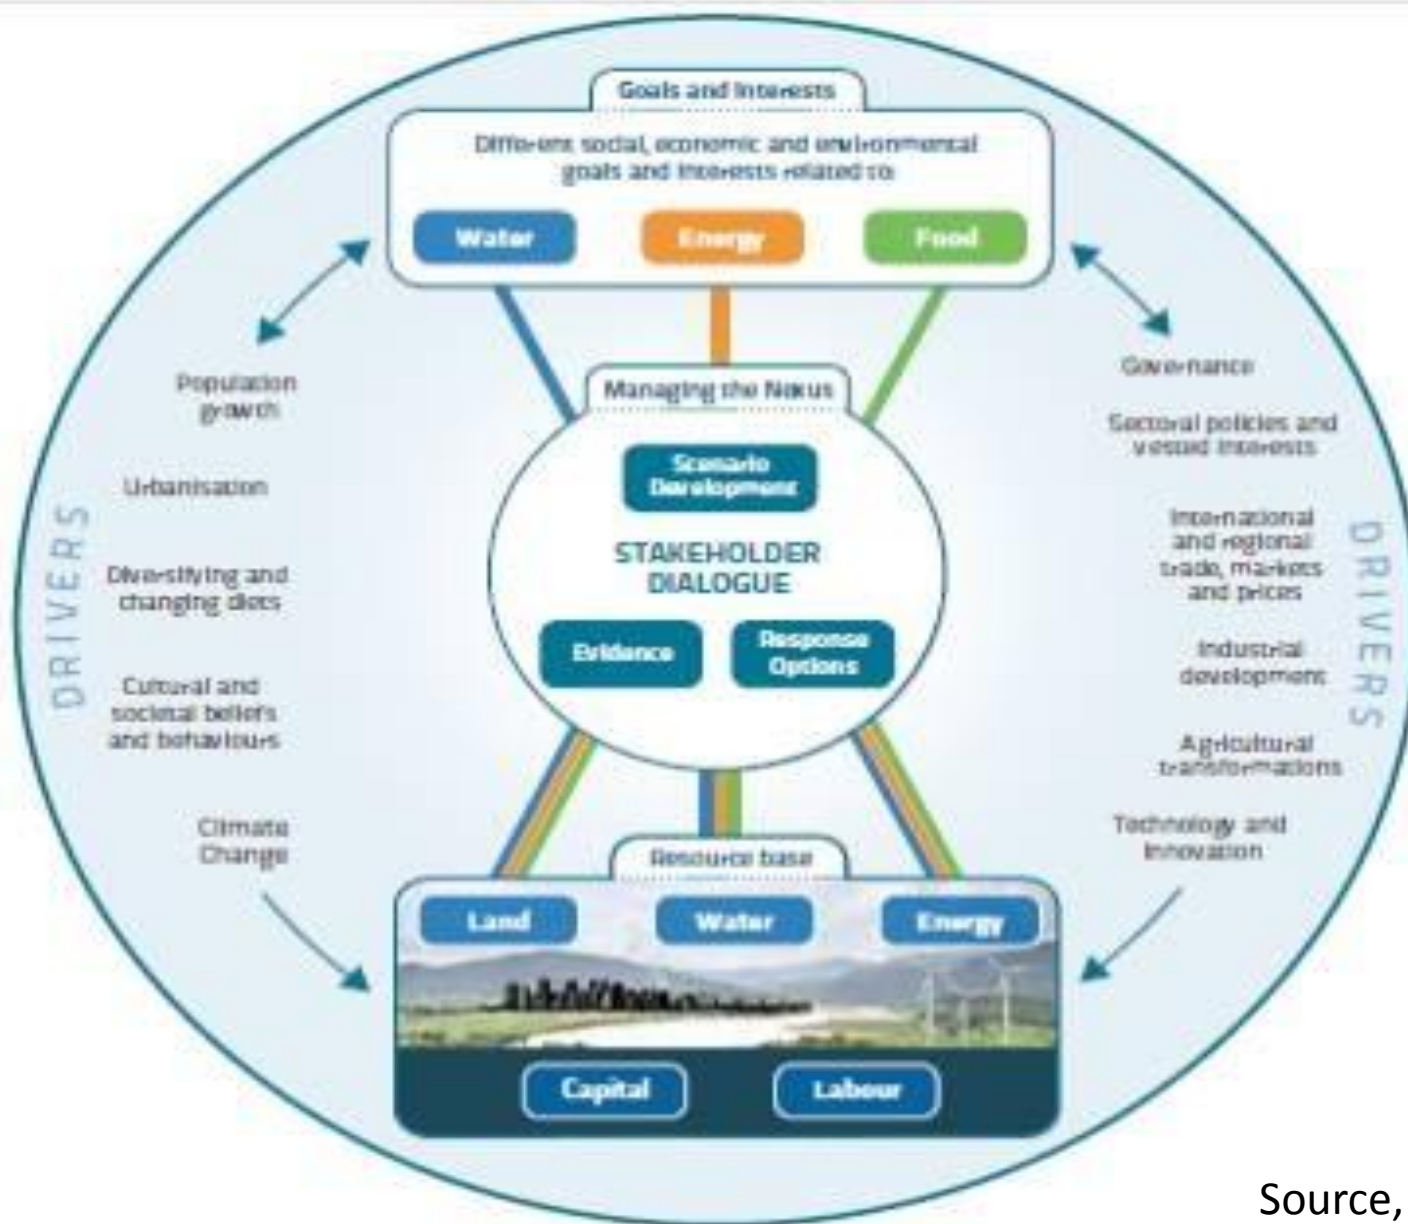 Goals and Interests
Different social, economic and environmental
goals and interests related to:
Water
Energy
Food
Managing the Nexus
Scenario
Development
STAKEHOLDER
DIALOGUE
Evidence
Response
Options
DRIVERS
Population
growth
Urbanisation
Diversifying and
changing diets
Cultural and
societal beliefs
and behaviours
Climate
Change
Governance
Sectoral policies and
vested interests
International
and regional
trade, markets
and prices
Industrial
development
Agricultural
transformations
Technology and
Innovation
DRIVERS
Resource base
Land
Water
Energy
Capital
Labour
Source,